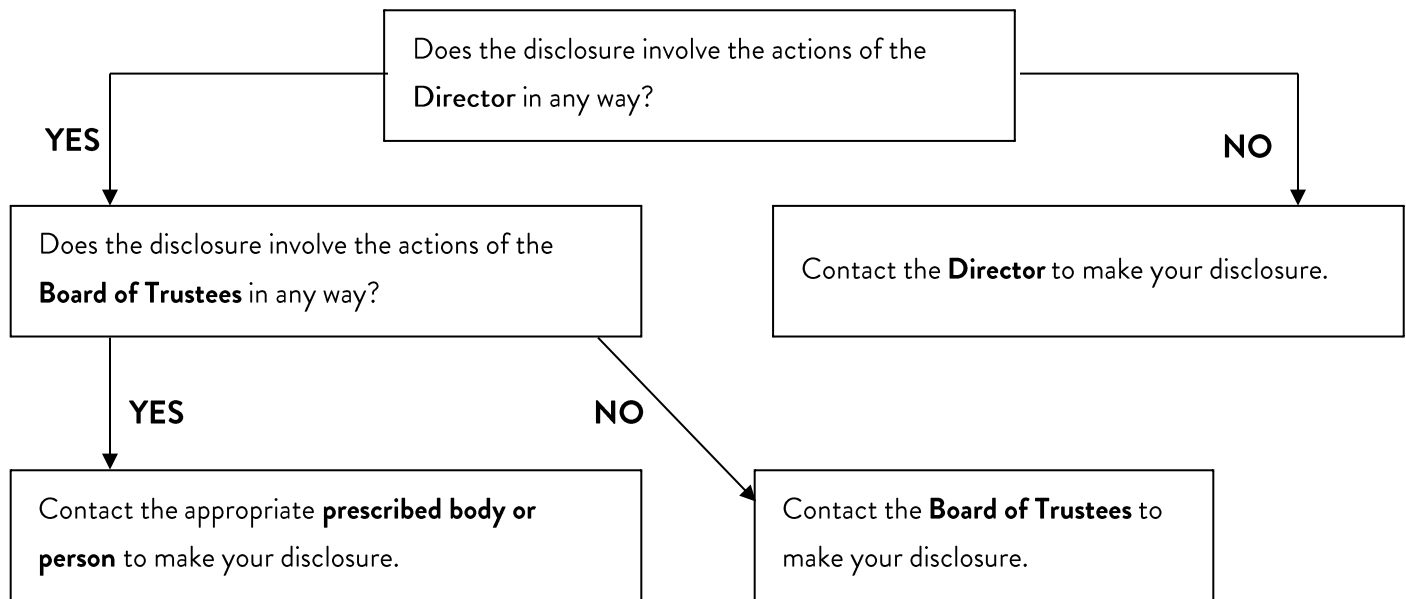 Does the disclosure involve the actions of the
Director in any way?
YES
NO
Does the disclosure involve the actions of the
Board of Trustees in any way?
Contact the Director to make your disclosure.
YES
NO
Contact the appropriate prescribed body or
person to make your disclosure.
Contact the Board of Trustees to
make your disclosure.